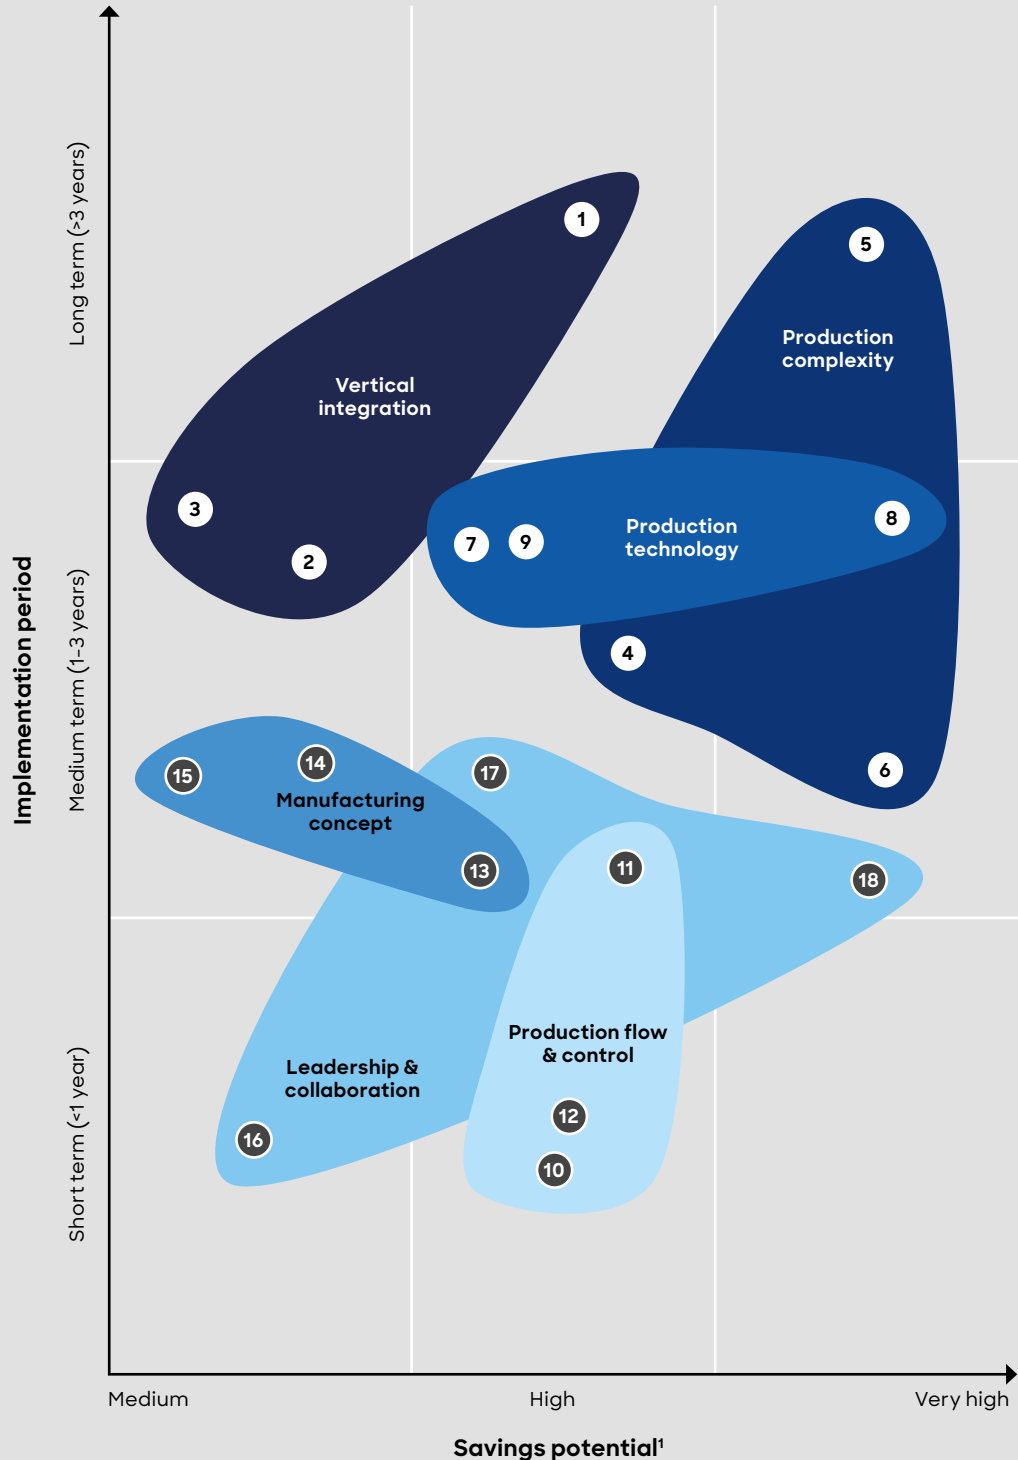 Implementation period
Long term (>3 years)
Medium term (1–3 years)
Short term (<1 year)
1
5
Production
complexity
Vertical
integration
3
2
7
9
Production
technology
8
4
6
15
14
17
Manufacturing
concept
13
11
18
Production flow
& control
Leadership &
collaboration
12
16
10
Medium
High
Very high
Savings potential¹